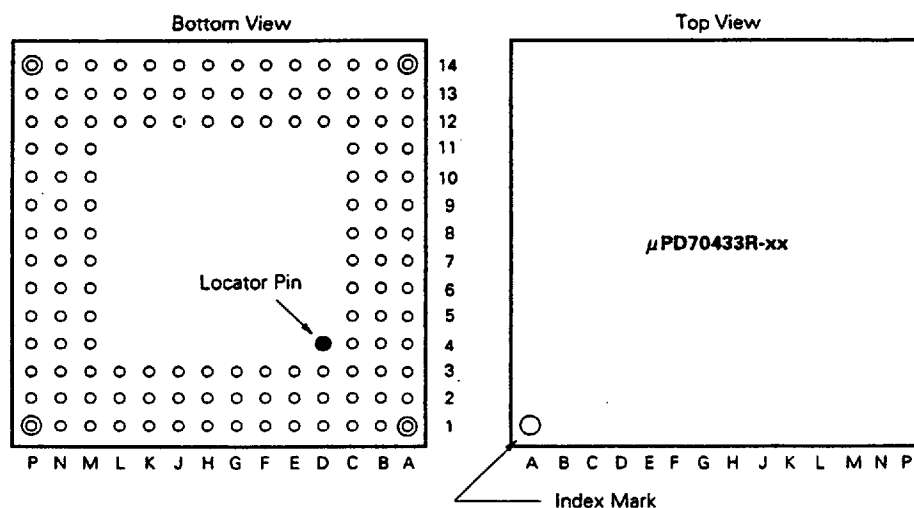 Bottom View
Top View
14
13
12
11
10
9
8
7
6
5
4
3
2
1
μPD70433R-xx
Locator Pin
P N M L K J H G F E D C B A
A B C D E F G H J K L M N P
Index Mark